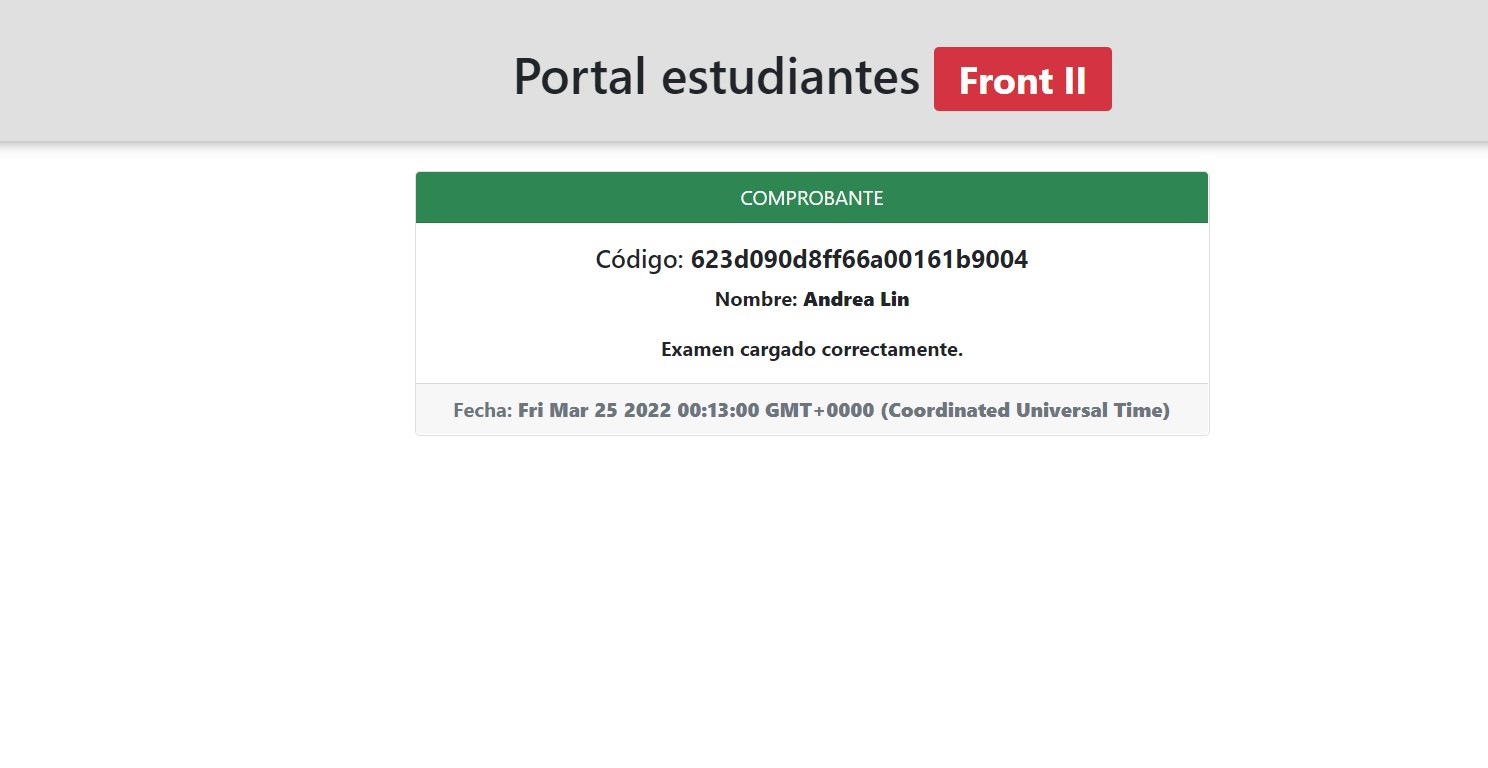 Portal estudiantes Front II
COMPROBANTE
Código: 623d090d8ff66a00161b9004
Nombre: Andrea Lin
Examen cargado correctamente.
Fecha: Fri Mar 25 2022 00:13:00 GMT+0000 (Coordinated Universal Time)